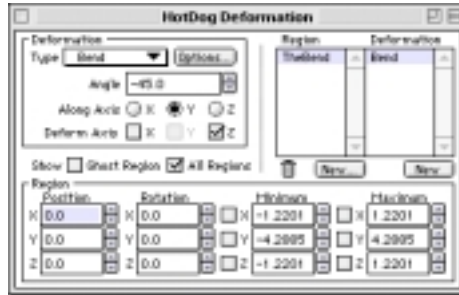 HotDog Deformation
Deformation
Type Bend Options...
Angle -45.0
Along Axis X Y Z
Deform Axis X Y Z
Region Deformation
TheBend Bend
Show Ghost Region All Regions
New... New
Region
Position Rotation Minimum Maximum
X 0.0 X 0.0 X -1.2201 X 1.2201
Y 0.0 Y 0.0 Y -4.2885 Y 4.2885
Z 0.0 Z 0.0 Z -1.2201 Z 1.2201